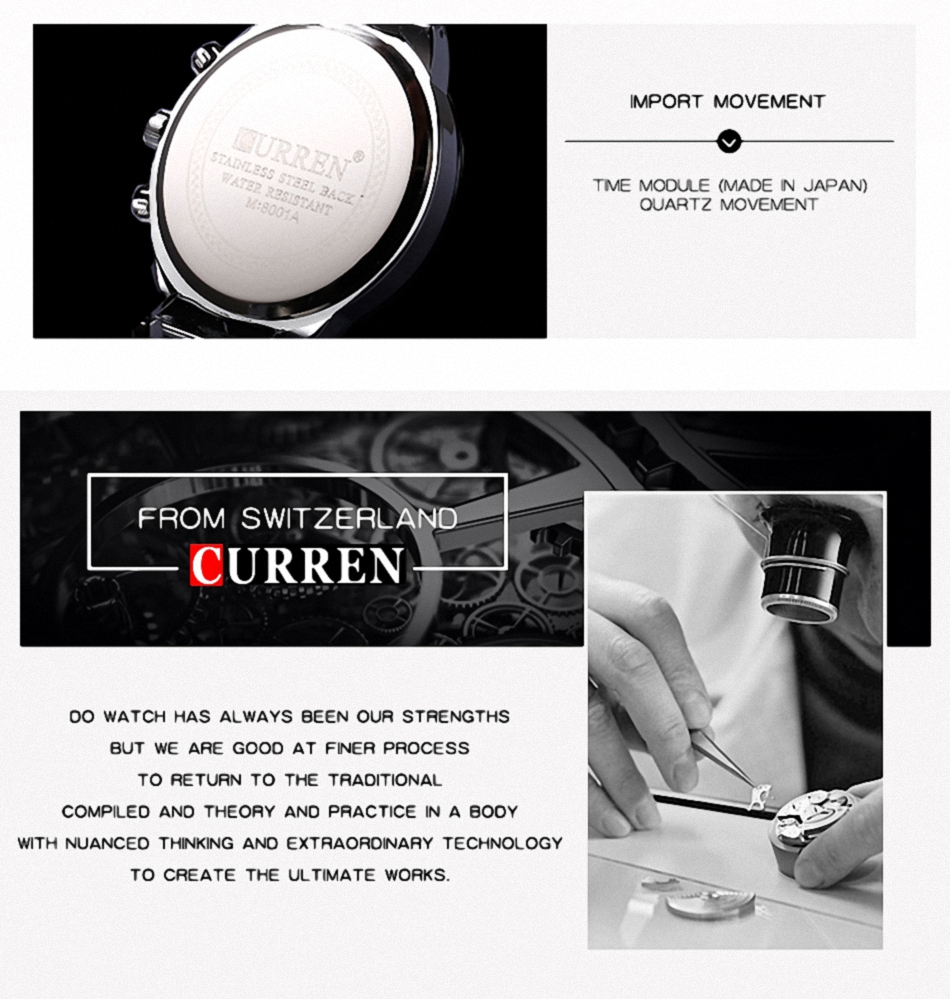 CURREN®
STAINLESS STEEL BACK
WATER RESISTANT
M:8001A
IMPORT MOVEMENT
TIME MODULE (MADE IN JAPAN)
QUARTZ MOVEMENT
FROM SWITZERLAND
CURREN
DO WATCH HAS ALWAYS BEEN OUR STRENGTHS
BUT WE ARE GOOD AT FINER PROCESS
TO RETURN TO THE TRADITIONAL
COMPILED AND THEORY AND PRACTICE IN A BODY
WITH NUANCED THINKING AND EXTRAORDINARY TECHNOLOGY
TO CREATE THE ULTIMATE WORKS.